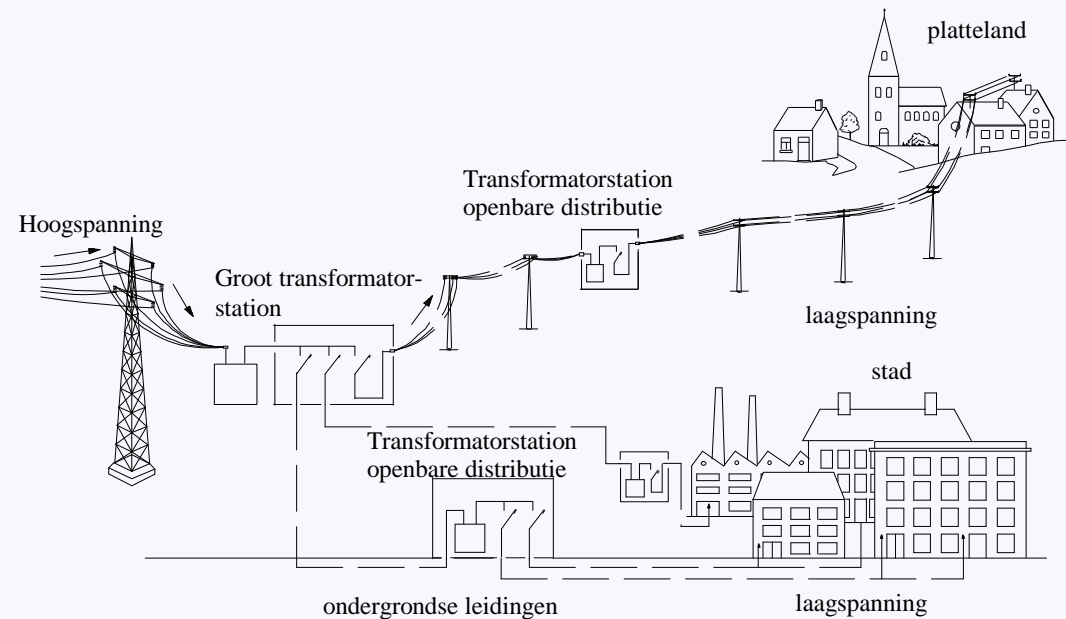 platteland
Transformatorstation
openbare distributie
Hoogspanning
Groot transformator-
station
laagspanning
stad
Transformatorstation
openbare distributie
ondergrondse leidingen
laagspanning